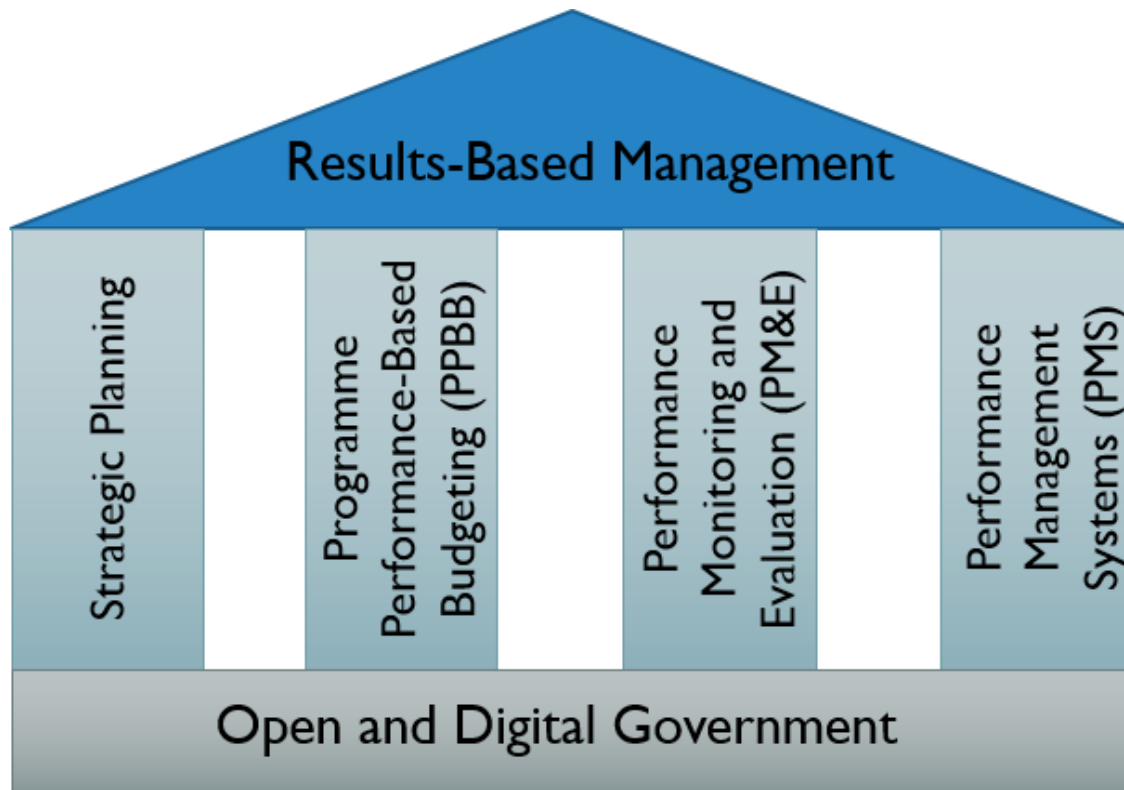 Results-Based Management
Strategic Planning
Programme
Performance-Based
Budgeting (PPBB)
Performance
Monitoring and
Evaluation (PM&E)
Performance
Management
Systems (PMS)
Open and Digital Government